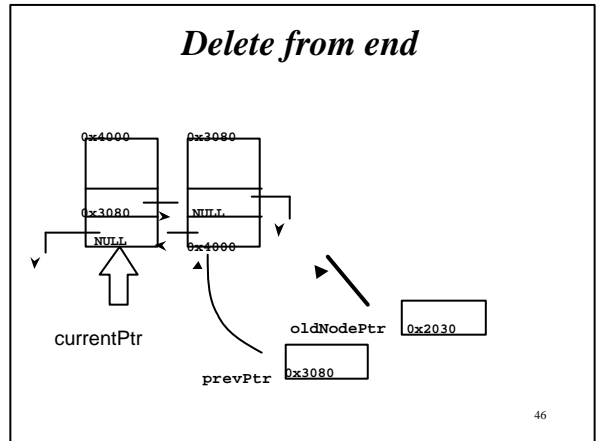 Delete from end
0x4000 0x3080
0x3080 NULL
NULL 0x4000
currentPtr
oldNodePtr 0x2030
prevPtr 0x3080
46